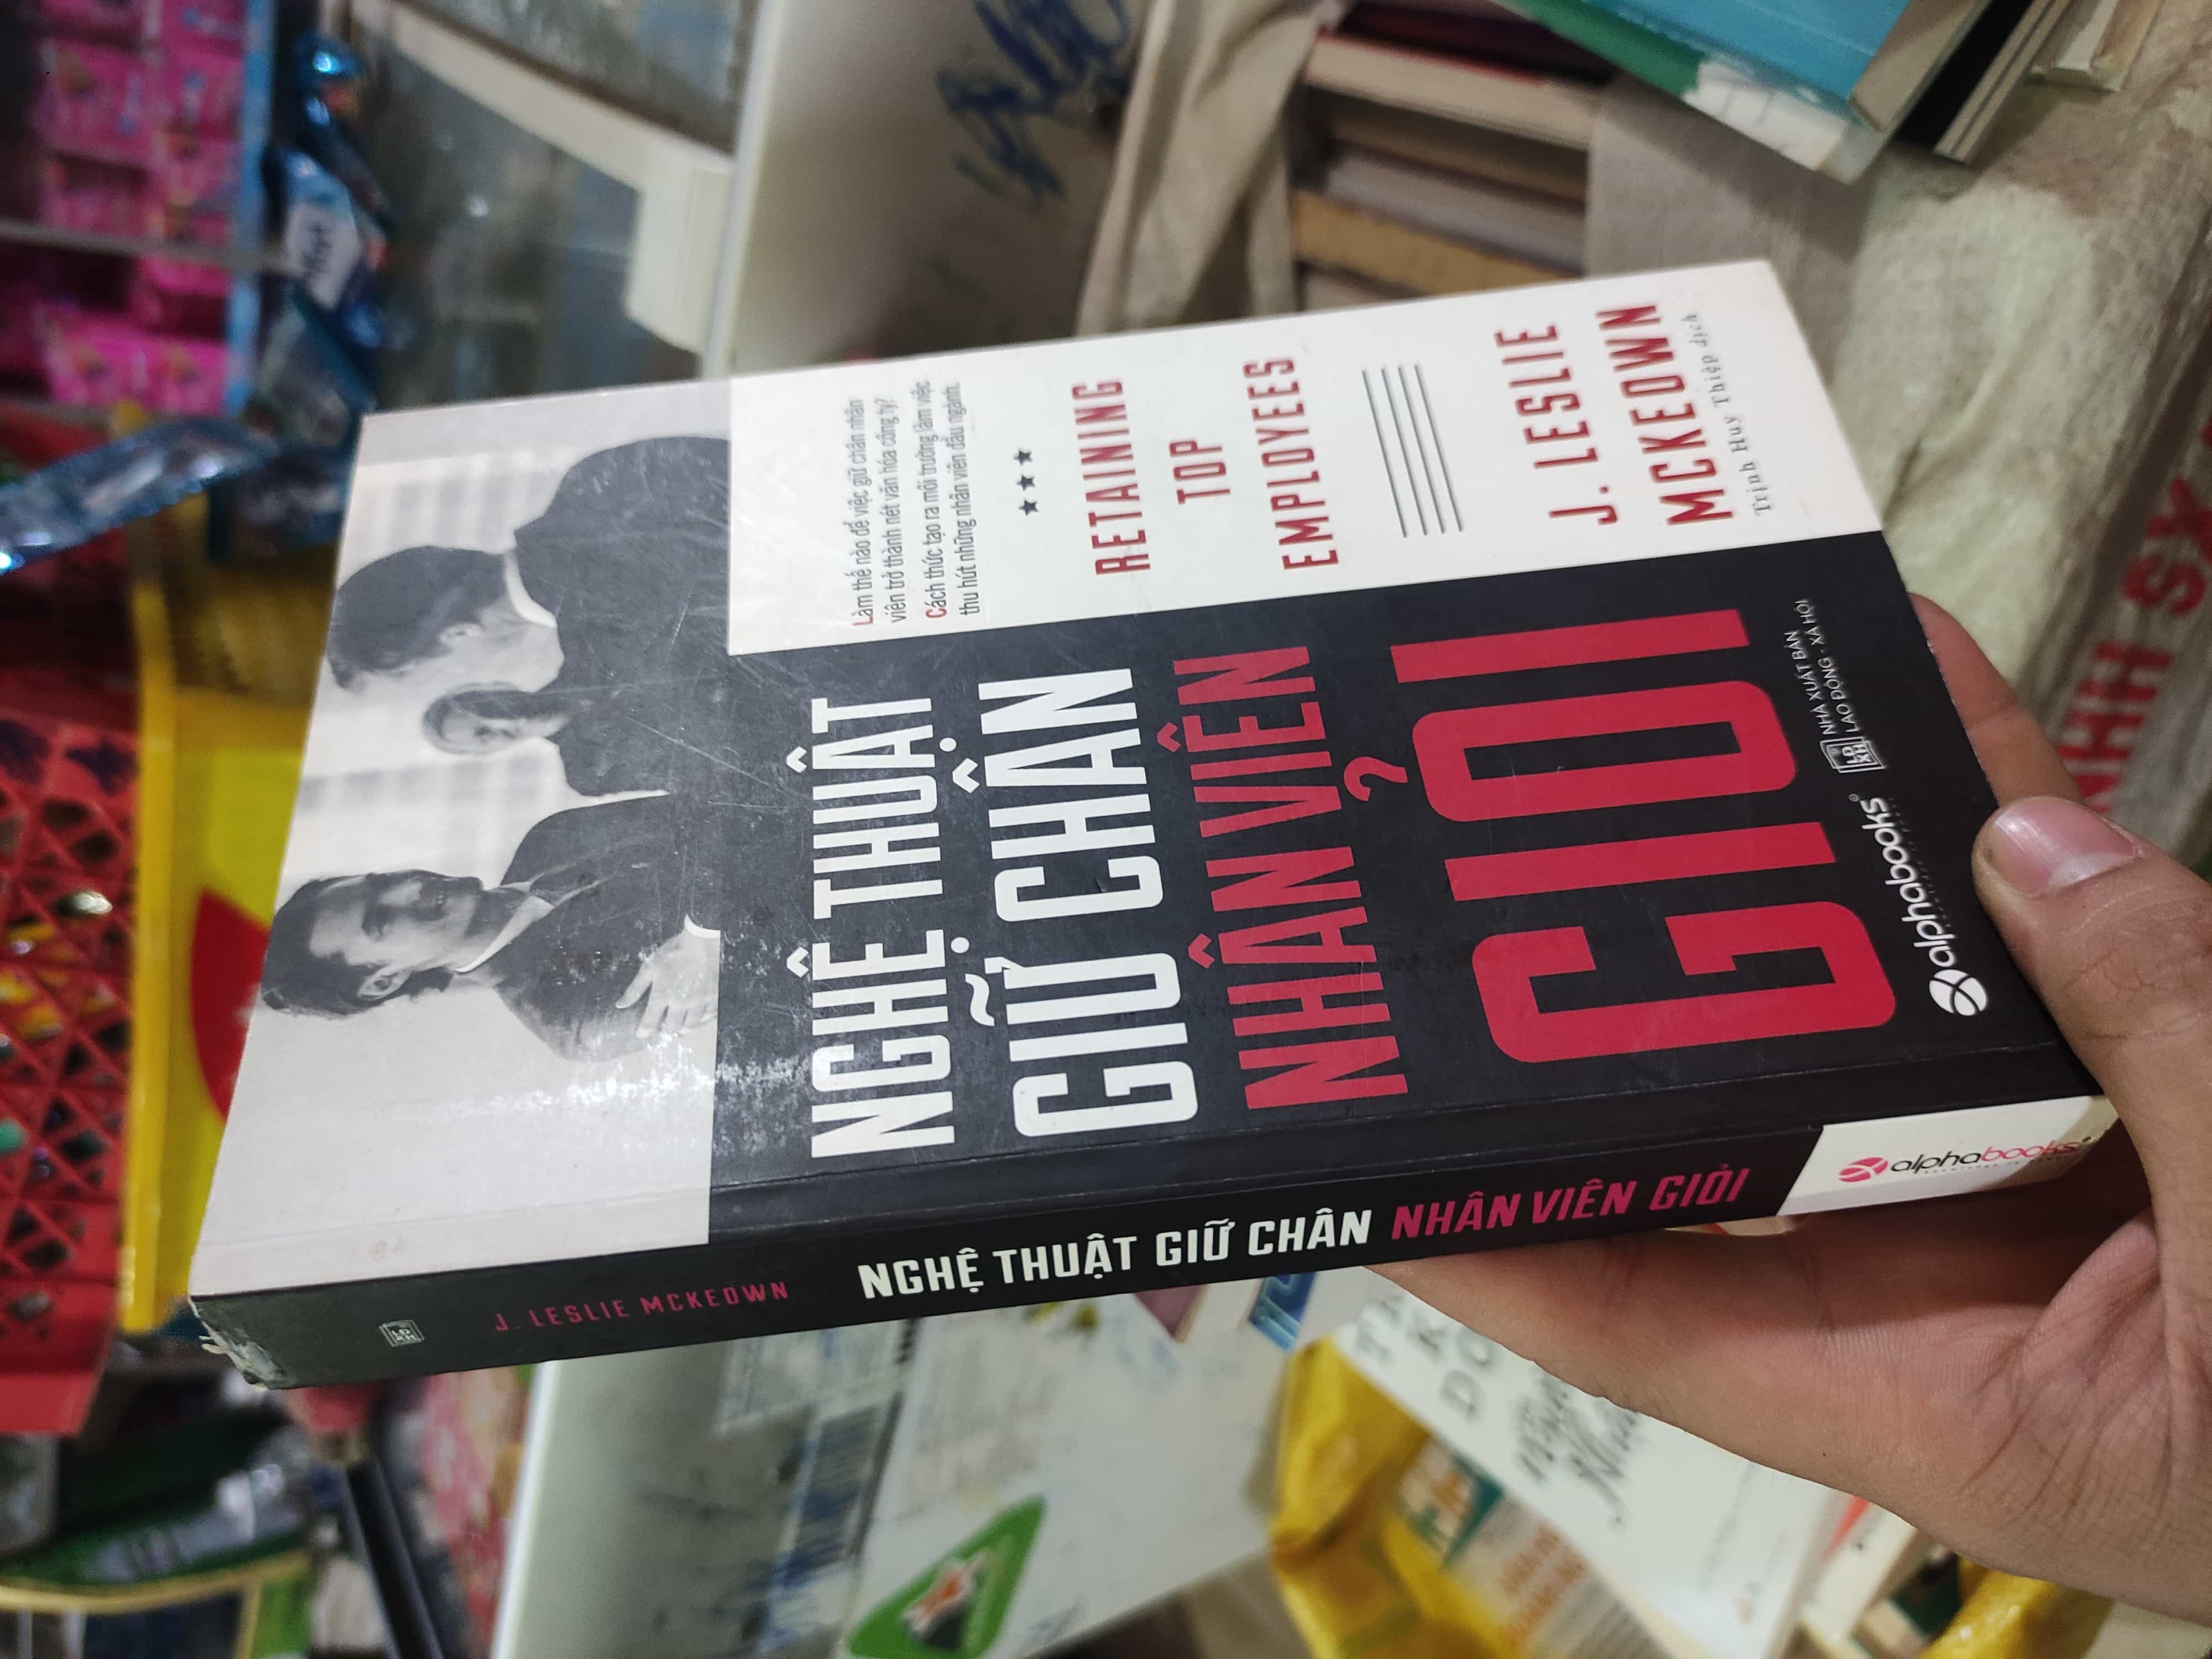 Làm thế nào để việc giữ chân nhân
viên trở thành nét văn hóa công ty?
Cách thức tạo ra môi trường làm việc
thu hút những nhân viên đầu ngành.
RETAINING
TOP
EMPLOYEES
J. LESLIE
MCKEOWN
Trịnh Huy Thiệp dịch
NGHỆ THUẬT
GIỮ CHÂN
NHÂN VIÊN
GIỎI
alphabooks
NHÀ XUẤT BẢN
LAO ĐỘNG - XÃ HỘI
J. LESLIE MCKEOWN
NGHỆ THUẬT GIỮ CHÂN NHÂN VIÊN GIỎI
alphabooks